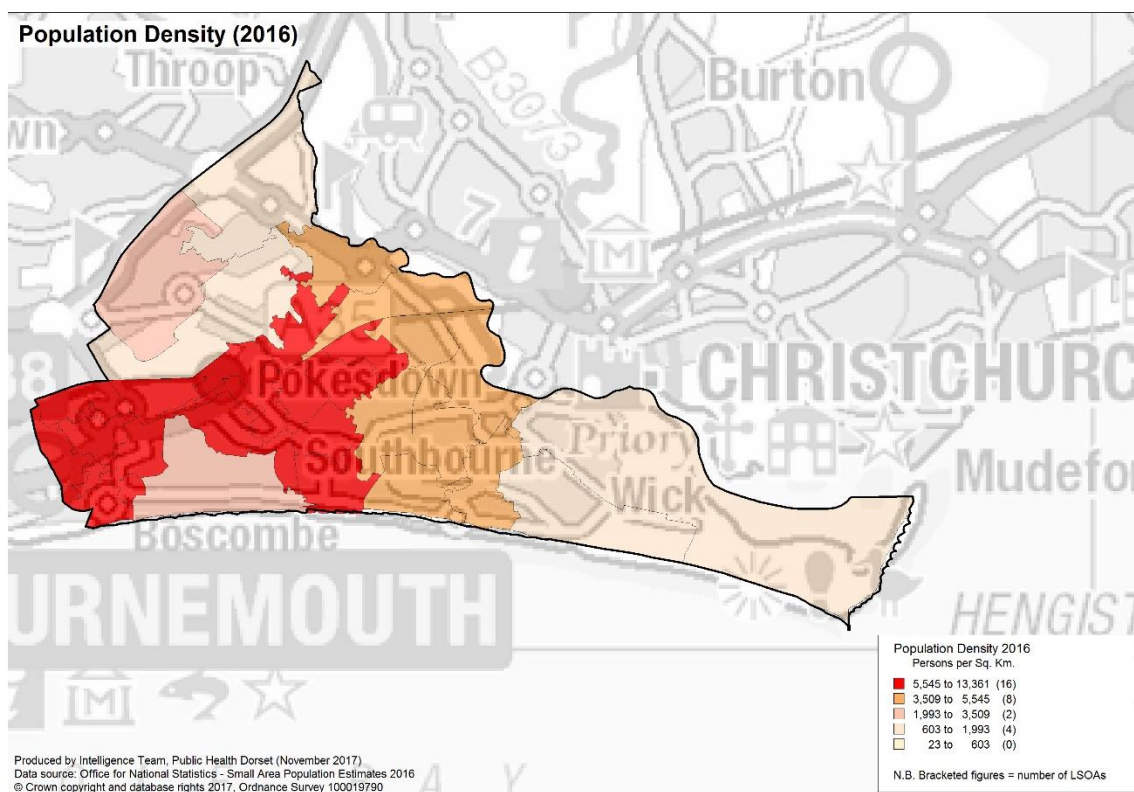 Population Density (2016)
Throop
Burton
B3073
7
A35
Pokesdown
CHRISTCHURC
Southbourne
Priory
Wick
Mudefor
Boscombe
URNEMOUTH
HENGIST
Population Density 2016
Persons per Sq. Km.
5,545 to 13,361 (16)
3,509 to 5,545 (8)
1,993 to 3,509 (2)
603 to 1,993 (4)
23 to 603 (0)
N.B. Bracketed figures = number of LSOAs
Produced by Intelligence Team, Public Health Dorset (November 2017)
Data source: Office for National Statistics - Small Area Population Estimates 2016
© Crown copyright and database rights 2017, Ordnance Survey 100019790